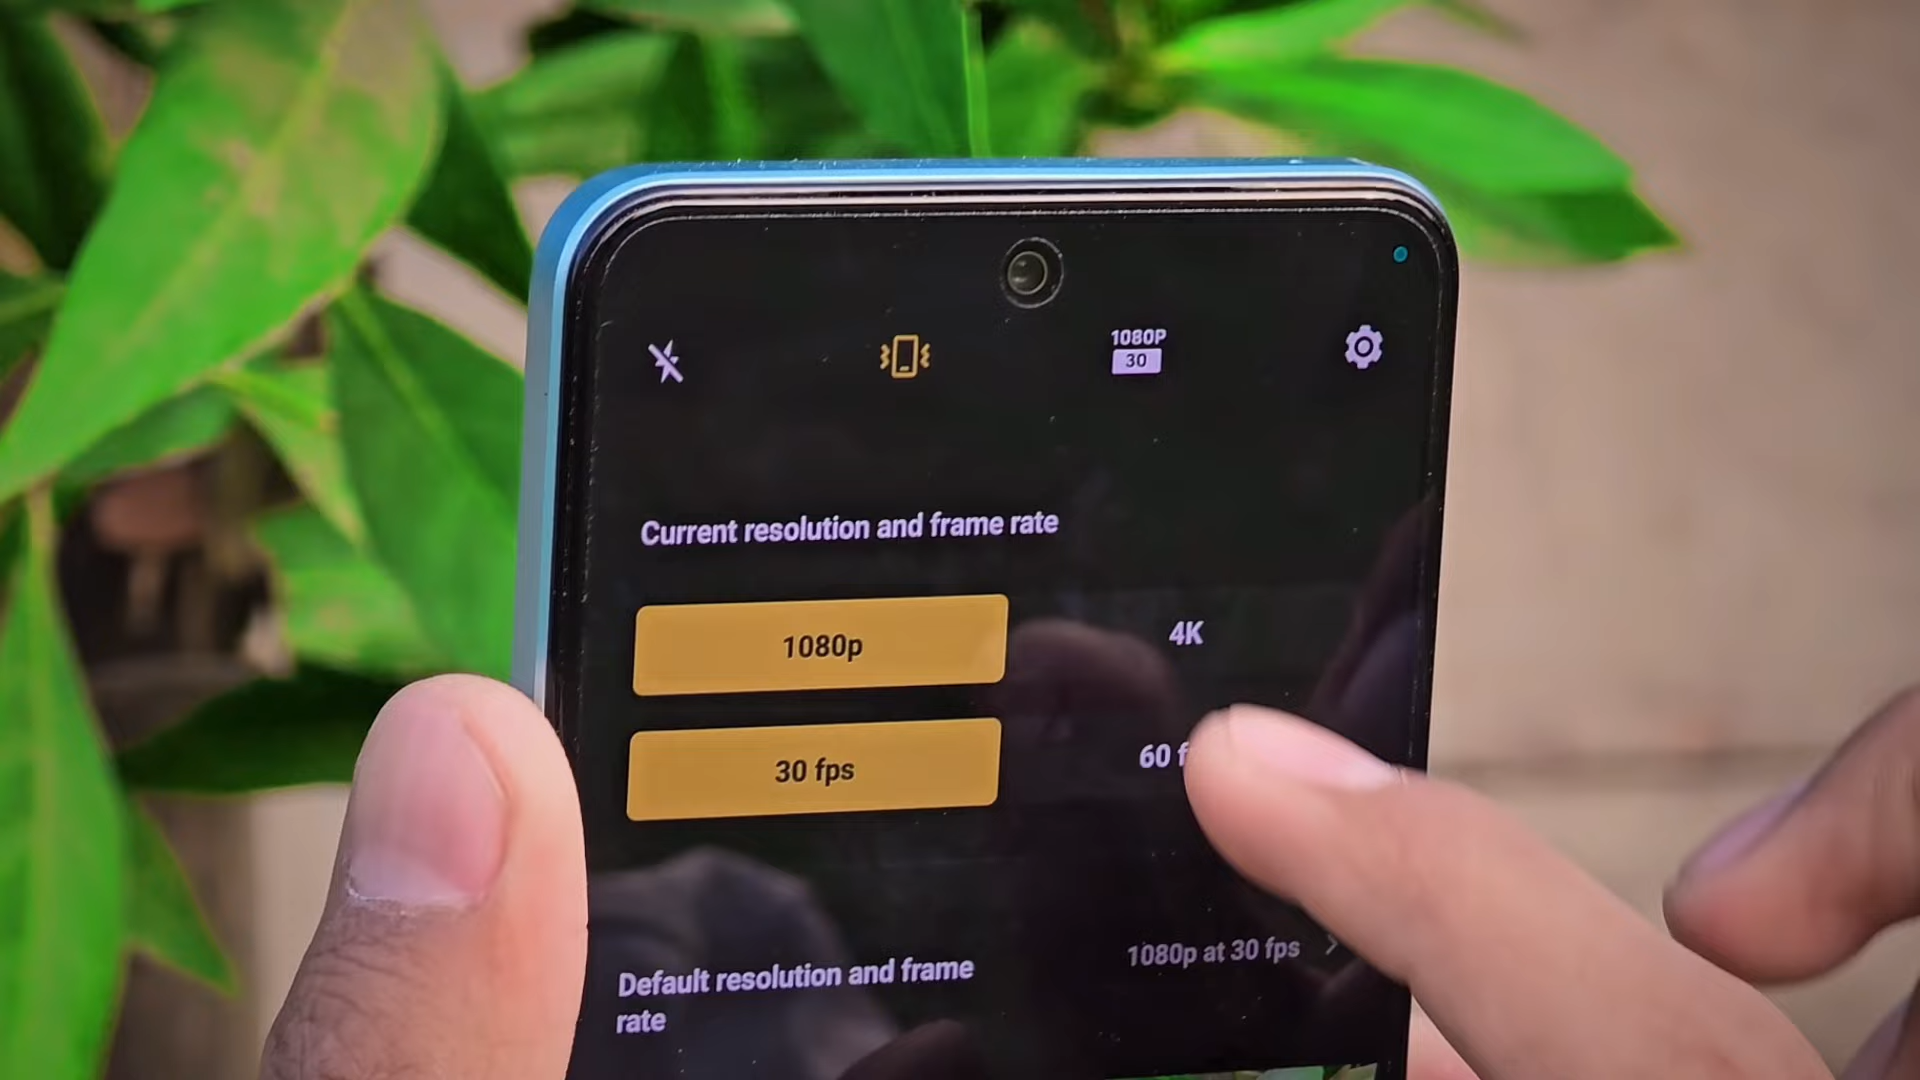 1080P
30
Current resolution and frame rate
1080p
4K
30 fps
60
Default resolution and frame
rate
1080p at 30 fps